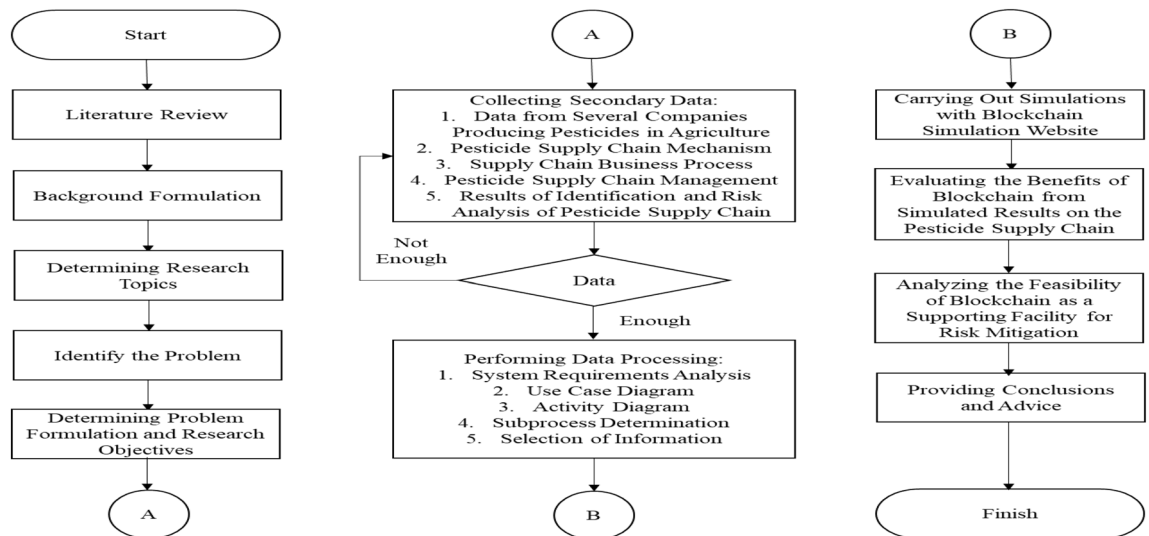 Start
Literature Review
Background Formulation
Determining Research
Topics
Identify the Problem
Determining Problem
Formulation and Research
Objectives
A
A
Collecting Secondary Data:
1. Data from Several Companies
Producing Pesticides in Agriculture
2. Pesticide Supply Chain Mechanism
3. Supply Chain Business Process
4. Pesticide Supply Chain Management
5. Results of Identification and Risk
Analysis of Pesticide Supply Chain
Not
Enough
Data
Enough
Performing Data Processing:
1. System Requirements Analysis
2. Use Case Diagram
3. Activity Diagram
4. Subprocess Determination
5. Selection of Information
B
B
Carrying Out Simulations
with Blockchain
Simulation Website
Evaluating the Benefits of
Blockchain from
Simulated Results on the
Pesticide Supply Chain
Analyzing the Feasibility
of Blockchain as a
Supporting Facility for
Risk Mitigation
Providing Conclusions
and Advice
Finish